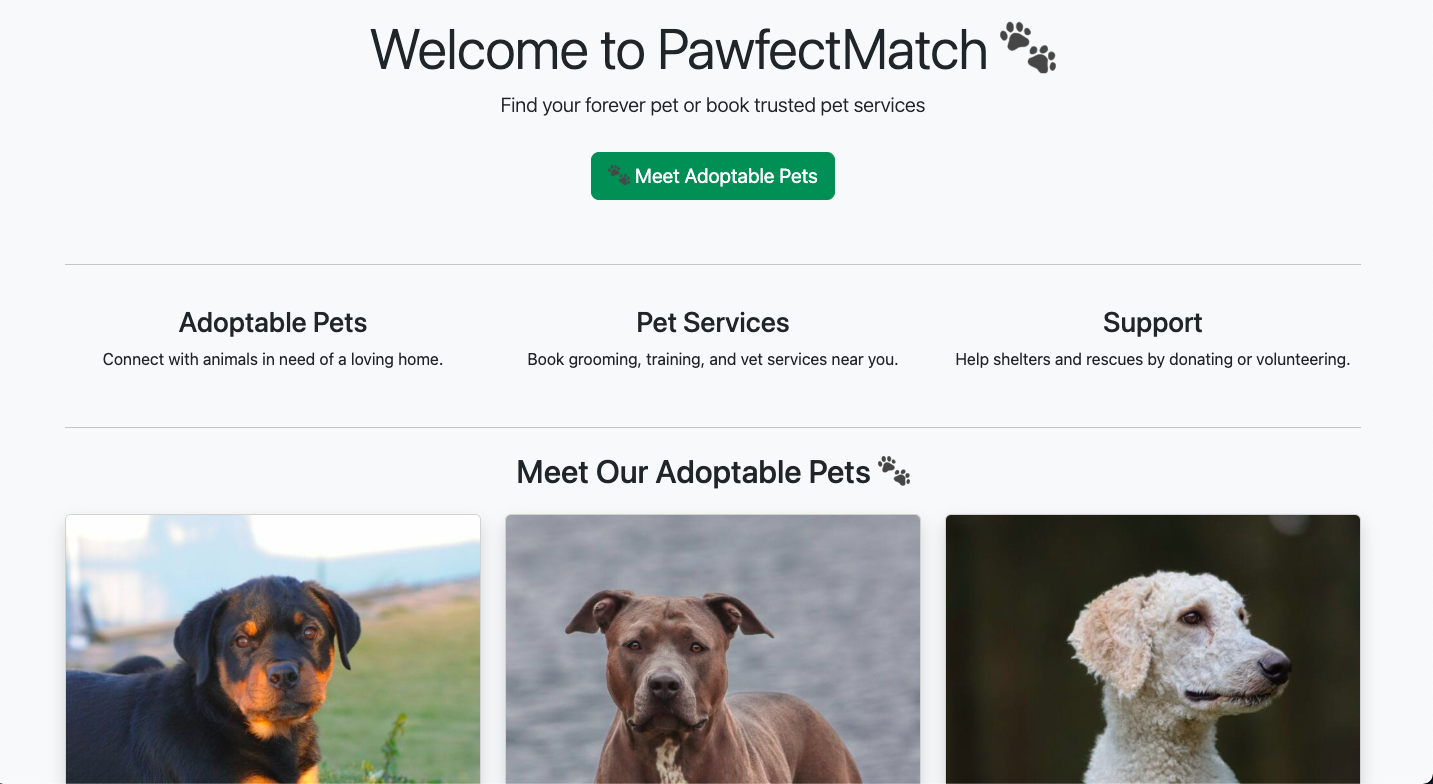 Welcome to PawfectMatch 🐾
Find your forever pet or book trusted pet services
🐾 Meet Adoptable Pets
Adoptable Pets
Connect with animals in need of a loving home.
Pet Services
Book grooming, training, and vet services near you.
Support
Help shelters and rescues by donating or volunteering.
Meet Our Adoptable Pets 🐾